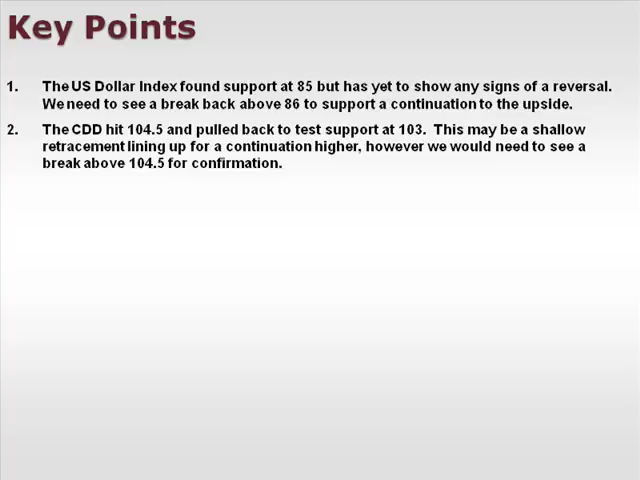 Key Points
1. The US Dollar Index found support at 85 but has yet to show any signs of a reversal.
We need to see a break back above 86 to support a continuation to the upside.
2. The CDD hit 104.5 and pulled back to test support at 103. This may be a shallow
retracement lining up for a continuation higher, however we would need to see a
break above 104.5 for confirmation.